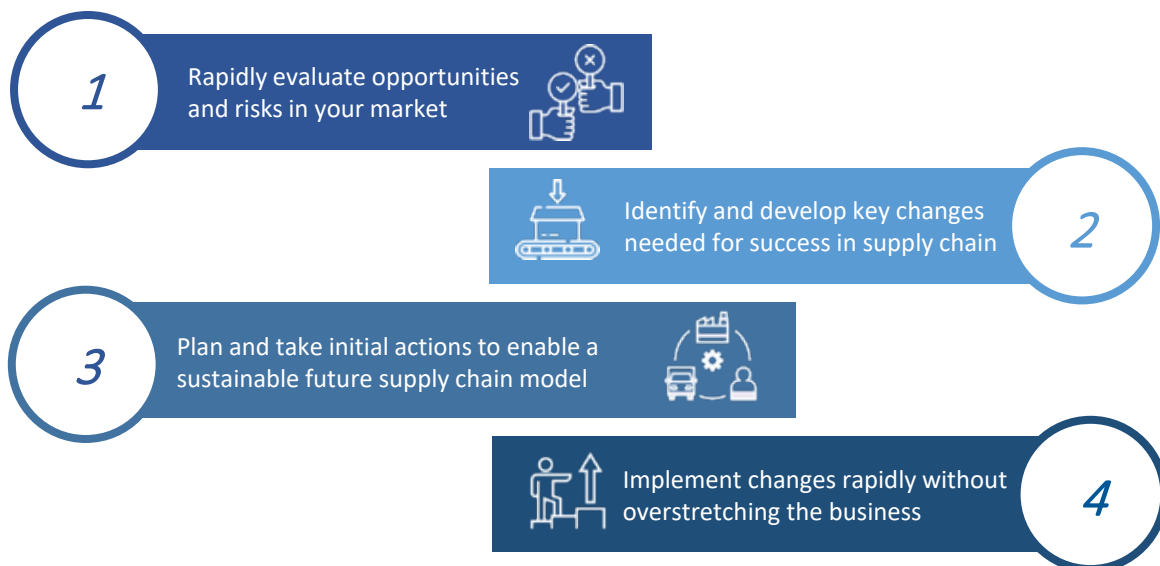 1
Rapidly evaluate opportunities
and risks in your market
Identify and develop key changes
needed for success in supply chain
2
3
Plan and take initial actions to enable a
sustainable future supply chain model
Implement changes rapidly without
overstretching the business
4